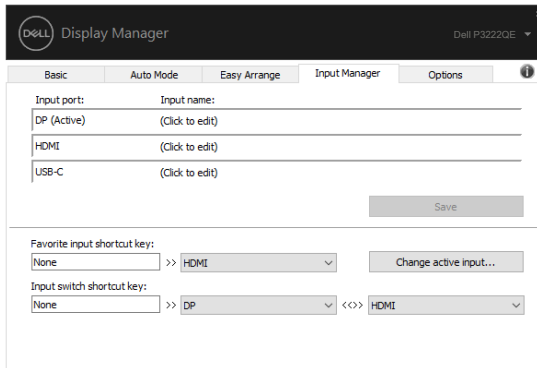 DELL Display Manager Dell P3222QE
Basic Auto Mode Easy Arrange Input Manager Options i
Input port: Input name:
DP (Active) (Click to edit)
HDMI (Click to edit)
USB-C (Click to edit)
Save
Favorite input shortcut key:
None >> HDMI Change active input...
Input switch shortcut key:
None >> DP <<>> HDMI